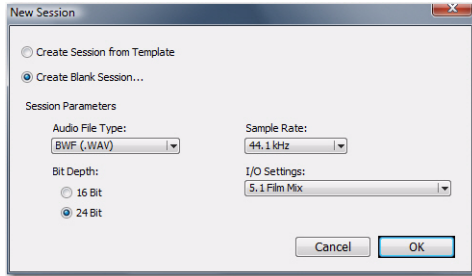 New Session
Create Session from Template
Create Blank Session...
Session Parameters
Audio File Type:
Sample Rate:
BWF (.WAV)
44.1 kHz
Bit Depth:
I/O Settings:
16 Bit
5.1 Film Mix
24 Bit
Cancel
OK